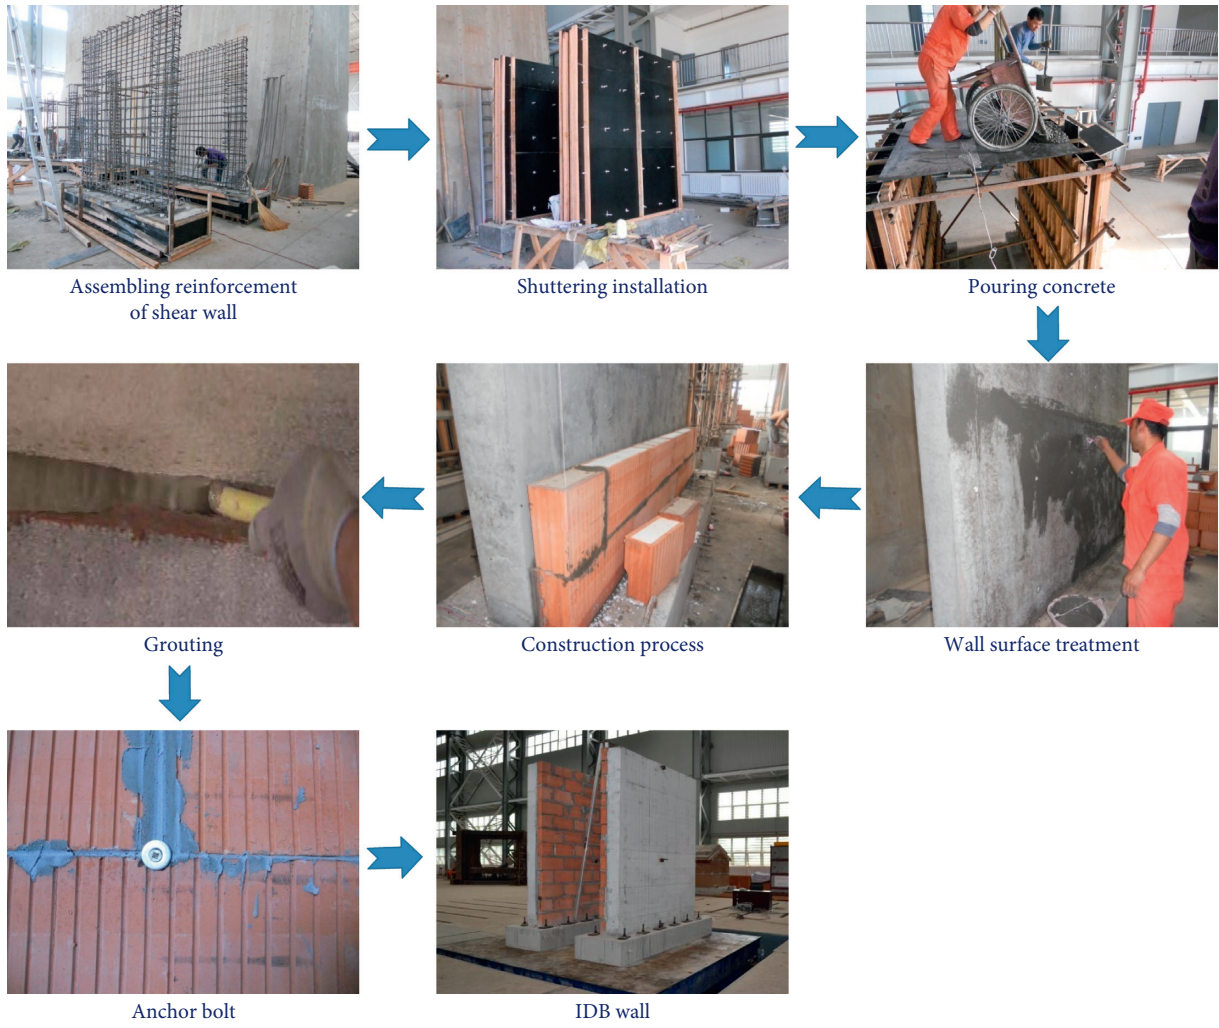 Assembling reinforcement
of shear wall
Shuttering installation
Pouring concrete
Wall surface treatment
Construction process
Grouting
Anchor bolt
IDB wall